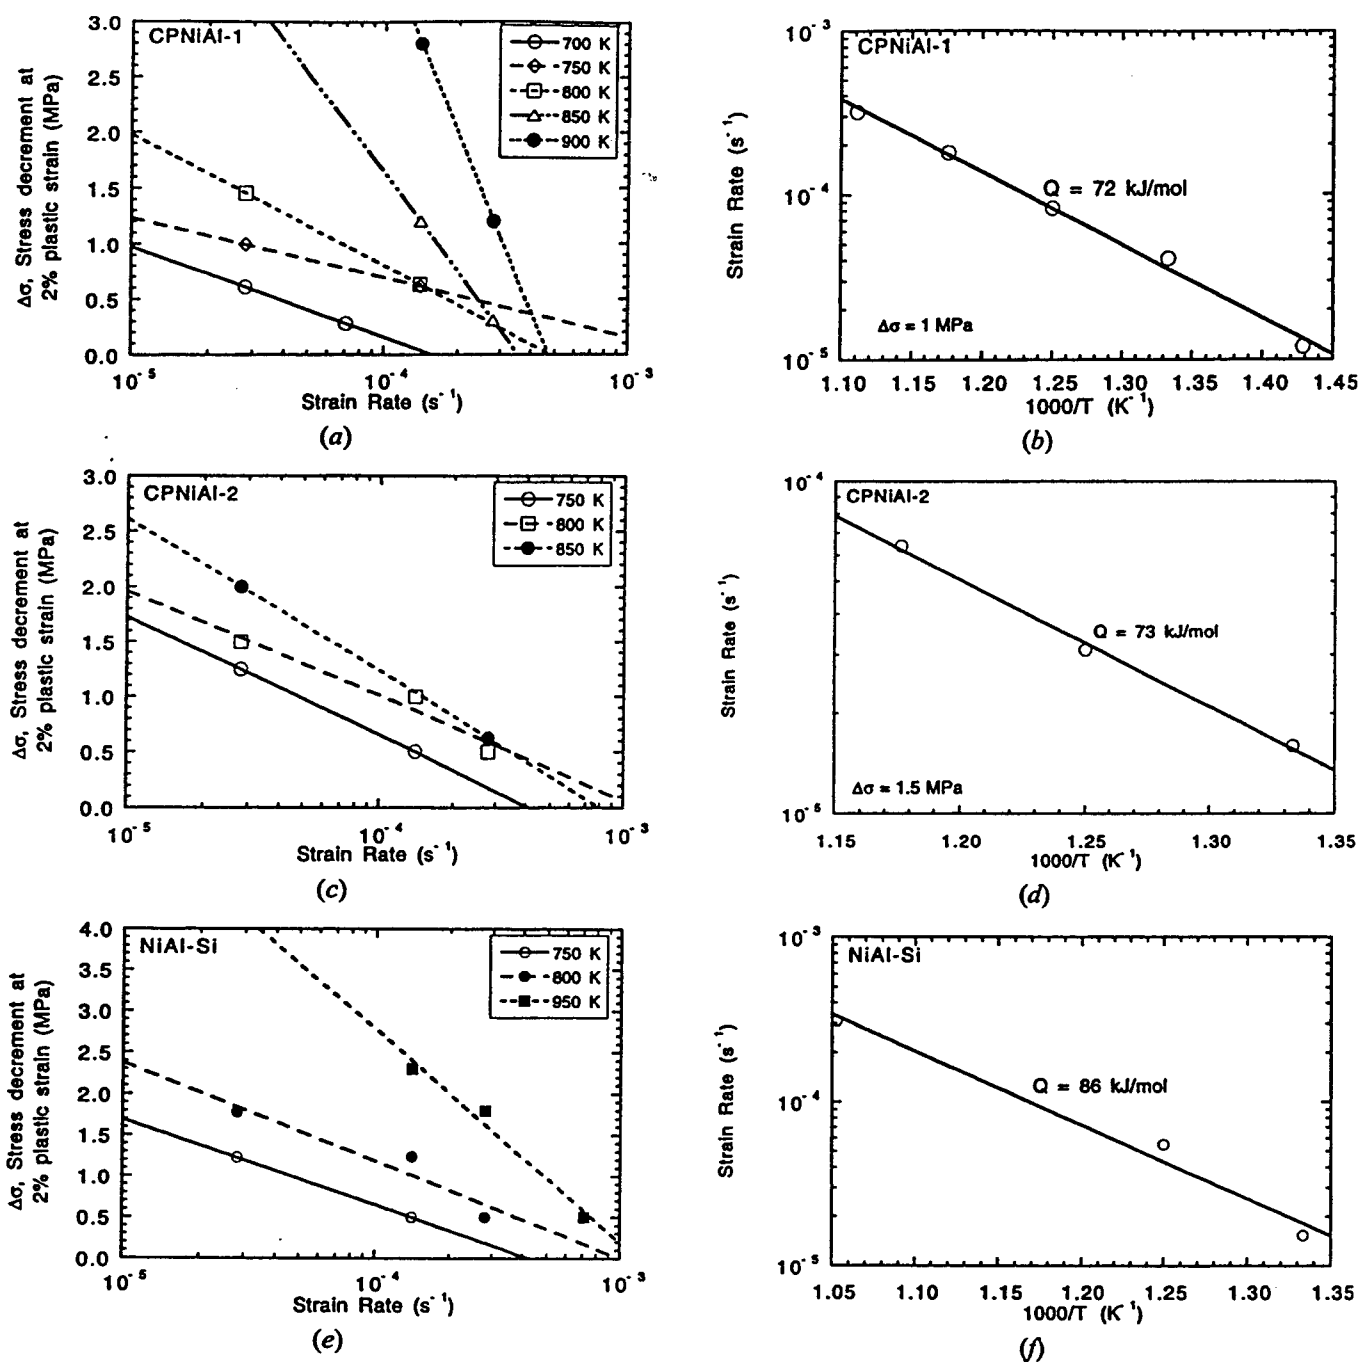 CPNiAl-1
700 K
750 K
800 K
850 K
900 K
Δσ, Stress decrement at
2% plastic strain (MPa)
3.0
2.5
2.0
1.5
1.0
0.5
0.0
10⁻⁵
10⁻⁴
10⁻³
Strain Rate (s⁻¹)
(a)
CPNiAl-1
Q = 72 kJ/mol
Δσ = 1 MPa
Strain Rate (s⁻¹)
10⁻³
10⁻⁴
10⁻⁵
1.10 1.15 1.20 1.25 1.30 1.35 1.40 1.45
1000/T (K⁻¹)
(b)
CPNiAl-2
750 K
800 K
850 K
Δσ, Stress decrement at
2% plastic strain (MPa)
3.0
2.5
2.0
1.5
1.0
0.5
0.0
10⁻⁵
10⁻⁴
10⁻³
Strain Rate (s⁻¹)
(c)
CPNiAl-2
Q = 73 kJ/mol
Δσ = 1.5 MPa
Strain Rate (s⁻¹)
10⁻⁴
10⁻⁵
1.15 1.20 1.25 1.30 1.35
1000/T (K⁻¹)
(d)
NiAl-Si
750 K
800 K
950 K
Δσ, Stress decrement at
2% plastic strain (MPa)
4.0
3.5
3.0
2.5
2.0
1.5
1.0
0.5
0.0
10⁻⁵
10⁻⁴
10⁻³
Strain Rate (s⁻¹)
(e)
NiAl-Si
Q = 86 kJ/mol
Strain Rate (s⁻¹)
10⁻³
10⁻⁴
10⁻⁵
1.05 1.10 1.15 1.20 1.25 1.30 1.35
1000/T (K⁻¹)
(f)